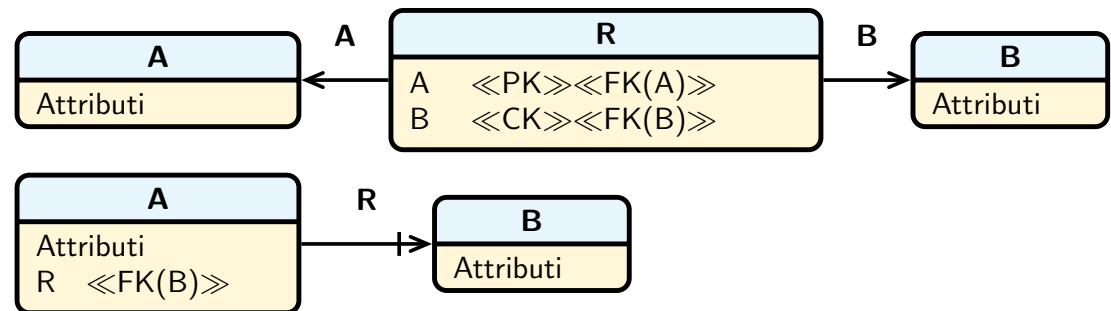 A
Attributi
A
R
A ≪PK≫≪FK(A)≫
B ≪CK≫≪FK(B)≫
B
B
Attributi
A
Attributi
R ≪FK(B)≫
R
B
Attributi